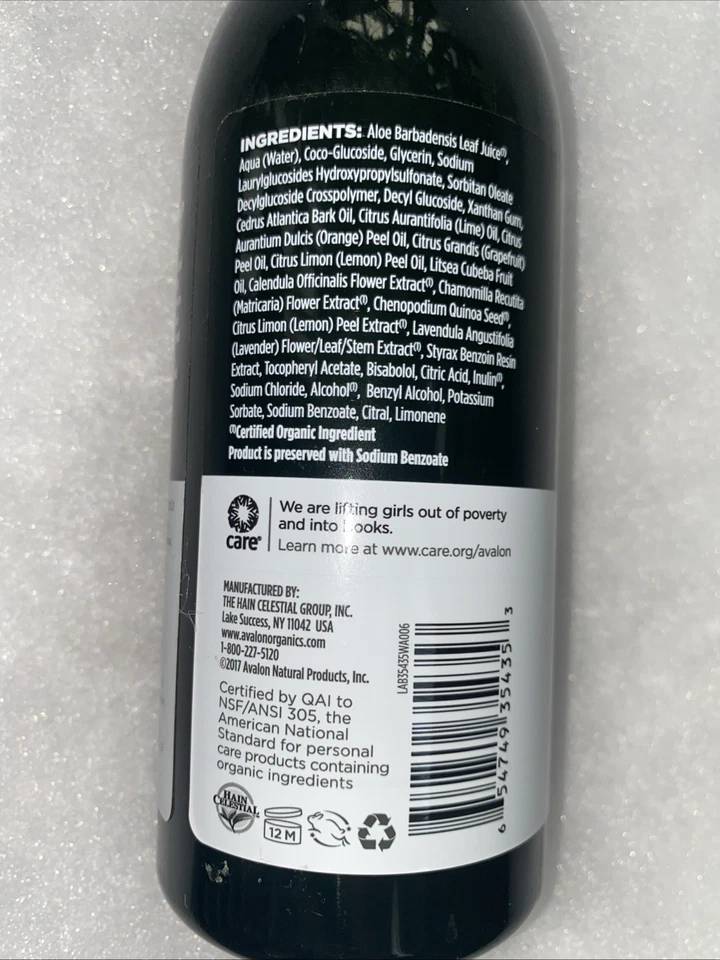 INGREDIENTS: Aloe Barbadensis Leaf Juice⁽¹⁾,
Aqua (Water), Coco-Glucoside, Glycerin, Sodium
Laurylglucosides Hydroxypropylsulfonate, Sorbitan Oleate
Decylglucoside Crosspolymer, Decyl Glucoside, Xanthan Gum,
Cedrus Atlantica Bark Oil, Citrus Aurantifolia (Lime) Oil, Citrus
Aurantium Dulcis (Orange) Peel Oil, Citrus Grandis (Grapefruit)
Peel Oil, Citrus Limon (Lemon) Peel Oil, Litsea Cubeba Fruit
Oil, Calendula Officinalis Flower Extract⁽¹⁾, Chamomilla Recutita
(Matricaria) Flower Extract⁽¹⁾, Chenopodium Quinoa Seed⁽¹⁾,
Citrus Limon (Lemon) Peel Extract⁽¹⁾, Lavendula Angustifolia
(Lavender) Flower/Leaf/Stem Extract⁽¹⁾, Styrax Benzoin Resin
Extract, Tocopheryl Acetate, Bisabolol, Citric Acid, Inulin⁽¹⁾,
Sodium Chloride, Alcohol⁽¹⁾, Benzyl Alcohol, Potassium
Sorbate, Sodium Benzoate, Citral, Limonene
⁽¹⁾Certified Organic Ingredient
Product is preserved with Sodium Benzoate
care®
We are lifting girls out of poverty
and into books.
Learn more at www.care.org/avalon
MANUFACTURED BY:
THE HAIN CELESTIAL GROUP, INC.
Lake Success, NY 11042 USA
www.avalonorganics.com
1-800-227-5120
©2017 Avalon Natural Products, Inc.
Certified by QAI to
NSF/ANSI 305, the
American National
Standard for personal
care products containing
organic ingredients
HAIN
CELESTIAL
12 M
LAB35435WA006
6 54749 35435 3